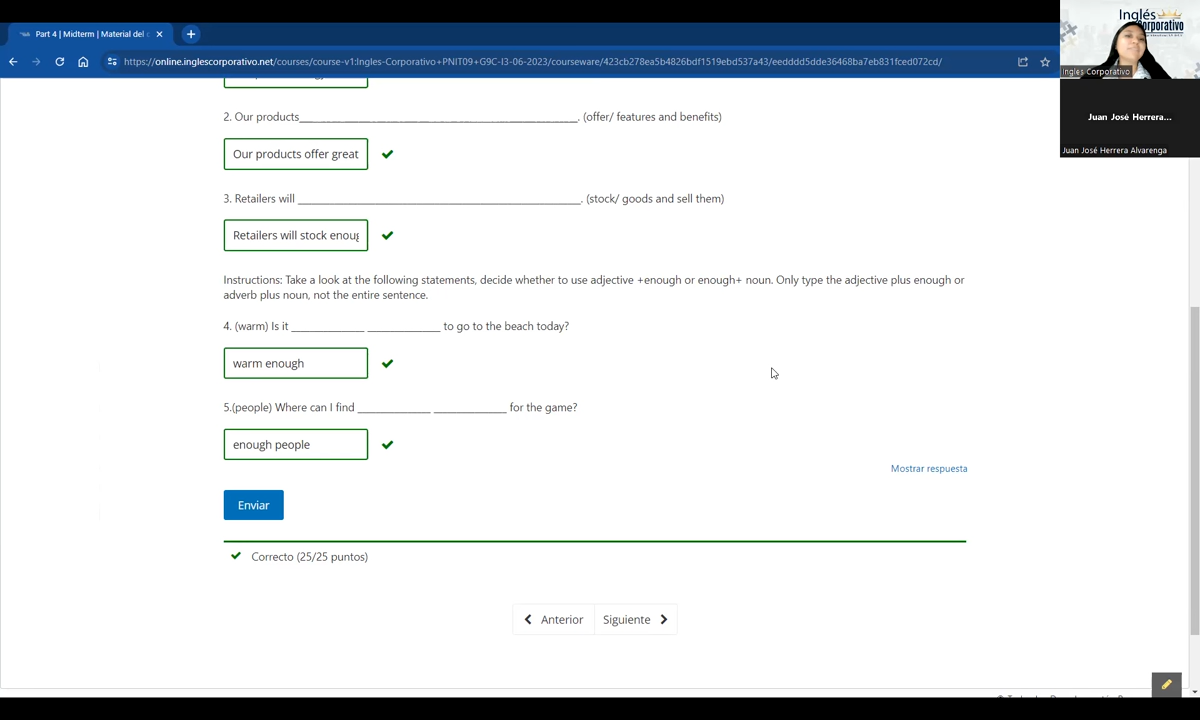 Part 4 | Midterm | Material del c
https://online.inglescorporativo.net/courses/course-v1:Ingles-Corporativo+PNIT09+G9C-I3-06-2023/courseware/423cb278ea5b4826bdf1519ebd537a43/eedddd5dde36468ba7eb831fced072cd/
Inglés
Corporativo
Ingles Corporativo
Juan José Herrera...
Juan José Herrera Alvarenga
2. Our products____________________________________________. (offer/ features and benefits)
Our products offer great
3. Retailers will _____________________________________________. (stock/ goods and sell them)
Retailers will stock enoug
Instructions: Take a look at the following statements, decide whether to use adjective +enough or enough+ noun. Only type the adjective plus enough or
adverb plus noun, not the entire sentence.
4. (warm) Is it ____________ ____________ to go to the beach today?
warm enough
5.(people) Where can I find ____________ ____________ for the game?
enough people
Mostrar respuesta
Enviar
Correcto (25/25 puntos)
Anterior Siguiente